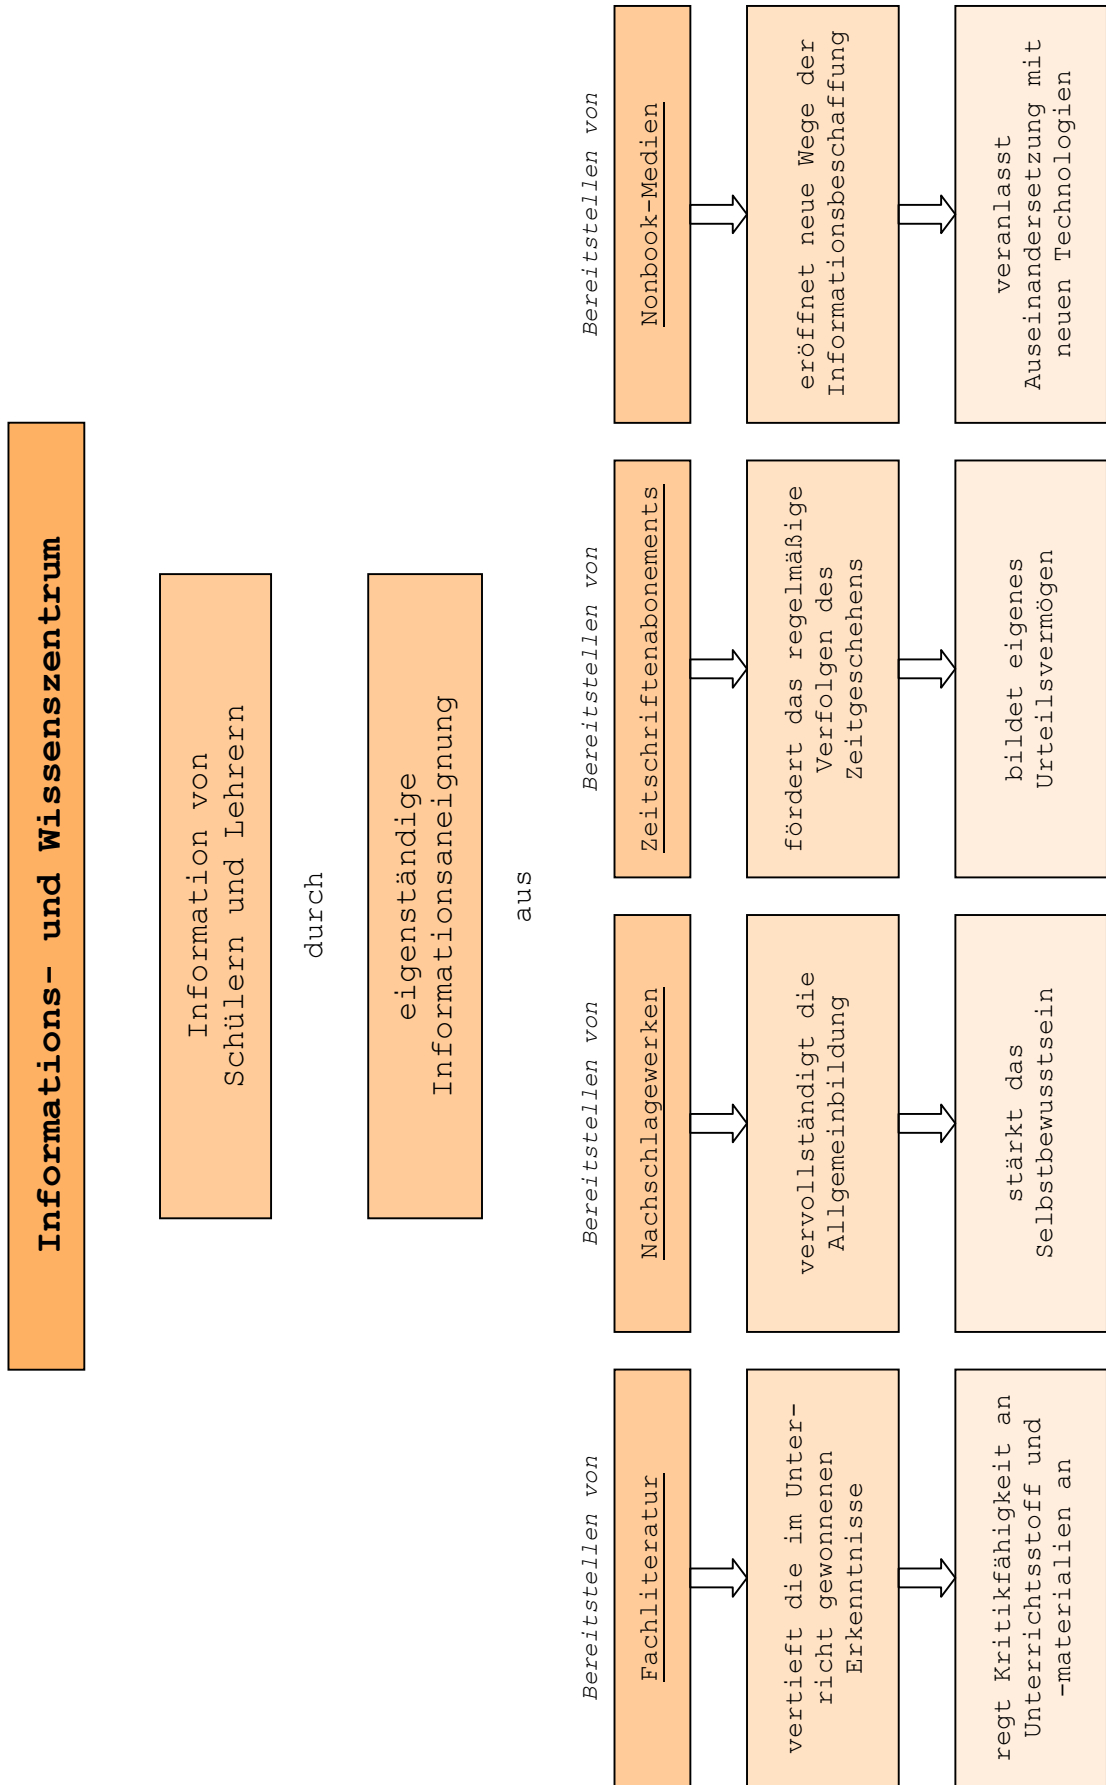 Informations- und Wissenszentrum
Information von
Schülern und Lehrern
durch
eigenständige
Informationsaneignung
aus
Bereitstellen von
Fachliteratur
vertieft die im Unter-
richt gewonnenen
Erkenntnisse
regt Kritikfähigkeit an
Unterrichtsstoff und
-materialien an
Bereitstellen von
Nachschlagewerken
vervollständigt die
Allgemeinbildung
stärkt das
Selbstbewusstsein
Bereitstellen von
Zeitschriftenabonements
fördert das regelmäßige
Verfolgen des
Zeitgeschehens
bildet eigenes
Urteilsvermögen
Bereitstellen von
Nonbook-Medien
eröffnet neue Wege der
Informationsbeschaffung
veranlasst
Auseinandersetzung mit
neuen Technologien